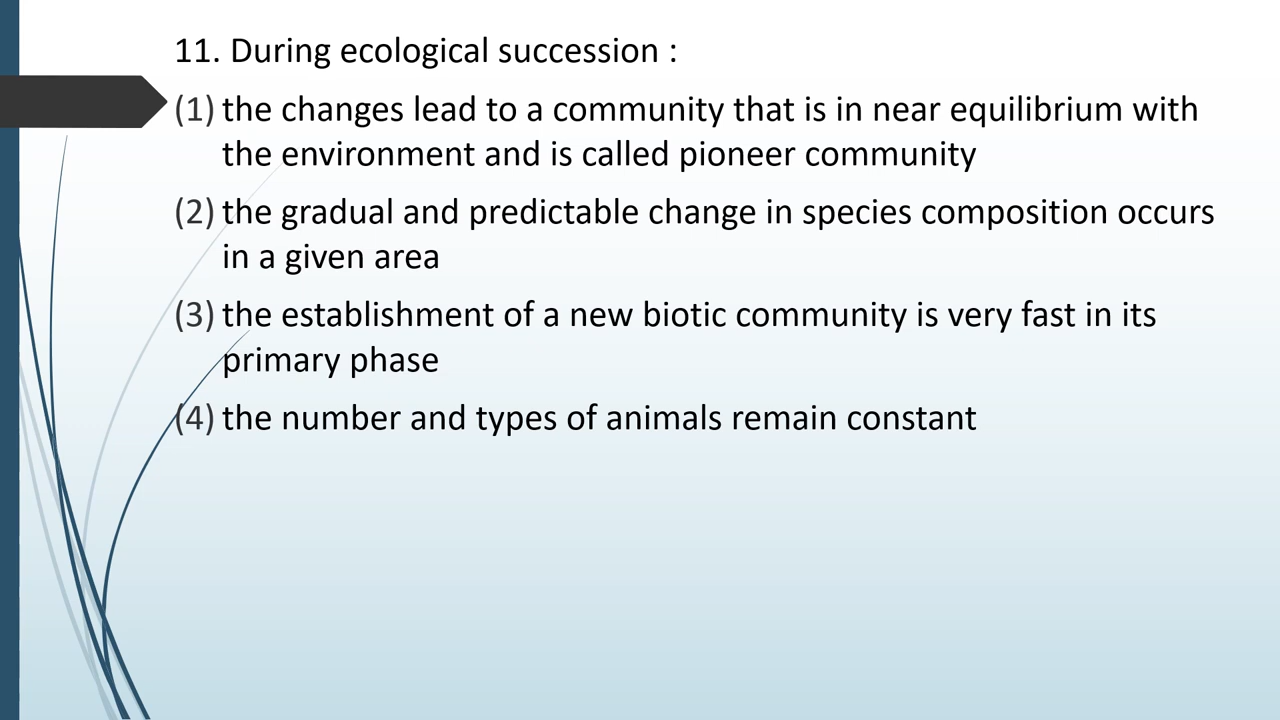 11. During ecological succession :
(1) the changes lead to a community that is in near equilibrium with
the environment and is called pioneer community
(2) the gradual and predictable change in species composition occurs
in a given area
(3) the establishment of a new biotic community is very fast in its
primary phase
(4) the number and types of animals remain constant